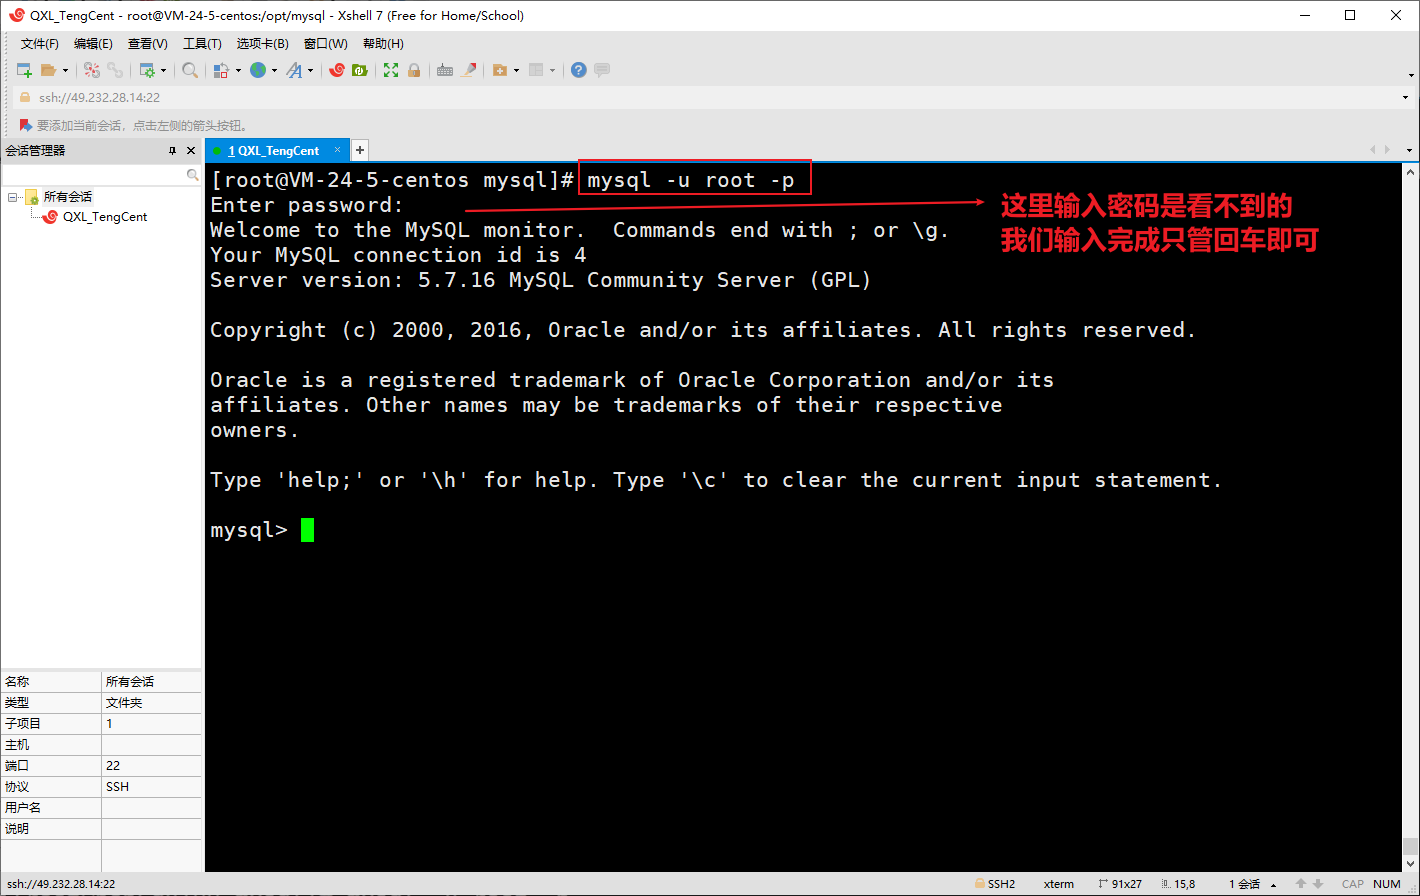 QXL_TengCent - root@VM-24-5-centos:/opt/mysql - Xshell 7 (Free for Home/School)
文件(F) 编辑(E) 查看(V) 工具(T) 选项卡(B) 窗口(W) 帮助(H)
ssh://49.232.28.14:22
要添加当前会话，点击左侧的箭头按钮。
会话管理器
1 QXL_TengCent
所有会话
QXL_TengCent
[root@VM-24-5-centos mysql]# mysql -u root -p
Enter password:
这里输入密码是看不到的
我们输入完成只管回车即可
Welcome to the MySQL monitor.  Commands end with ; or \g.
Your MySQL connection id is 4
Server version: 5.7.16 MySQL Community Server (GPL)
Copyright (c) 2000, 2016, Oracle and/or its affiliates. All rights reserved.
Oracle is a registered trademark of Oracle Corporation and/or its
affiliates. Other names may be trademarks of their respective
owners.
Type 'help;' or '\h' for help. Type '\c' to clear the current input statement.
mysql>
名称 所有会话
类型 文件夹
子项目 1
主机
端口 22
协议 SSH
用户名
说明
ssh://49.232.28.14:22 SSH2 xterm 91x27 15,8 1 会话 CAP NUM